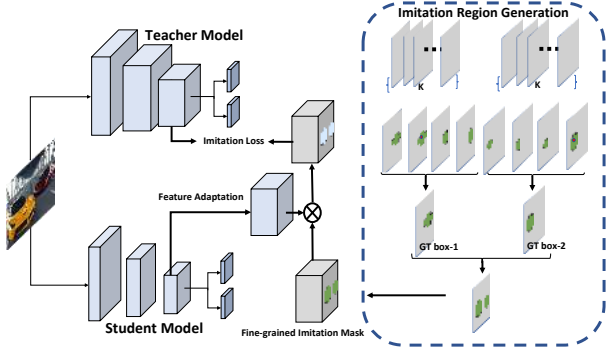 Imitation Region Generation
Teacher Model
K
K
Imitation Loss
Feature Adaptation
GT box-1
GT box-2
Student Model
Fine-grained Imitation Mask